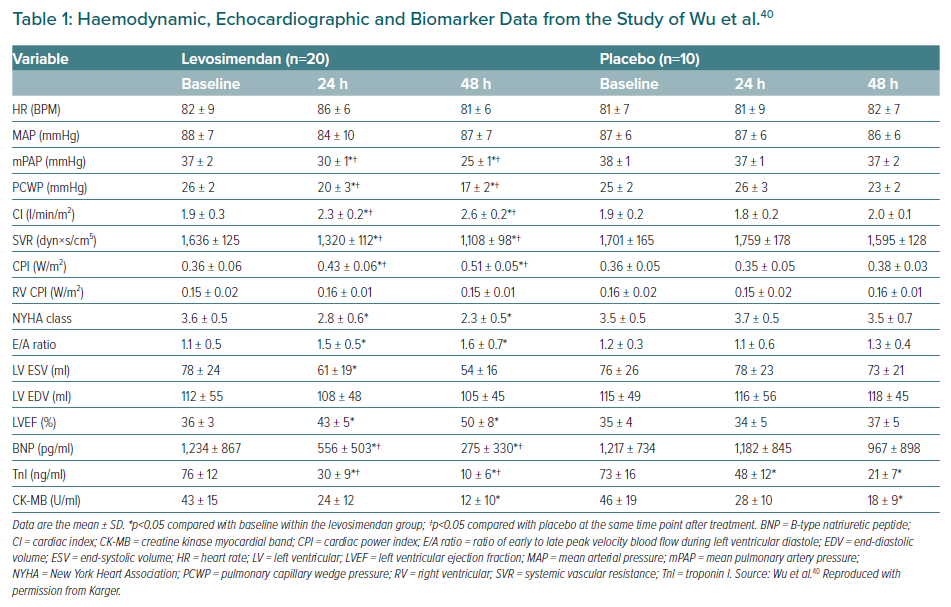 Table 1: Haemodynamic, Echocardiographic and Biomarker Data from the Study of Wu et al.40
Variable Levosimendan (n=20) Placebo (n=10)
Baseline 24 h 48 h Baseline 24 h 48 h
HR (BPM) 82 ± 9 86 ± 6 81 ± 6 81 ± 7 81 ± 9 82 ± 7
MAP (mmHg) 88 ± 7 84 ± 10 87 ± 7 87 ± 6 87 ± 6 86 ± 6
mPAP (mmHg) 37 ± 2 30 ± 1*† 25 ± 1*† 38 ± 1 37 ± 1 37 ± 2
PCWP (mmHg) 26 ± 2 20 ± 3*† 17 ± 2*† 25 ± 2 26 ± 3 23 ± 2
CI (l/min/m2) 1.9 ± 0.3 2.3 ± 0.2*† 2.6 ± 0.2*† 1.9 ± 0.2 1.8 ± 0.2 2.0 ± 0.1
SVR (dyn×s/cm5) 1,636 ± 125 1,320 ± 112*† 1,108 ± 98*† 1,701 ± 165 1,759 ± 178 1,595 ± 128
CPI (W/m2) 0.36 ± 0.06 0.43 ± 0.06*† 0.51 ± 0.05*† 0.36 ± 0.05 0.35 ± 0.05 0.38 ± 0.03
RV CPI (W/m2) 0.15 ± 0.02 0.16 ± 0.01 0.15 ± 0.01 0.16 ± 0.02 0.15 ± 0.02 0.16 ± 0.01
NYHA class 3.6 ± 0.5 2.8 ± 0.6* 2.3 ± 0.5* 3.5 ± 0.5 3.7 ± 0.5 3.5 ± 0.7
E/A ratio 1.1 ± 0.5 1.5 ± 0.5* 1.6 ± 0.7* 1.2 ± 0.3 1.1 ± 0.6 1.3 ± 0.4
LV ESV (ml) 78 ± 24 61 ± 19* 54 ± 16 76 ± 26 78 ± 23 73 ± 21
LV EDV (ml) 112 ± 55 108 ± 48 105 ± 45 115 ± 49 116 ± 56 118 ± 45
LVEF (%) 36 ± 3 43 ± 5* 50 ± 8* 35 ± 4 34 ± 5 37 ± 5
BNP (pg/ml) 1,234 ± 867 556 ± 503*† 275 ± 330*† 1,217 ± 734 1,182 ± 845 967 ± 898
TnI (ng/ml) 76 ± 12 30 ± 9*† 10 ± 6*† 73 ± 16 48 ± 12* 21 ± 7*
CK-MB (U/ml) 43 ± 15 24 ± 12 12 ± 10* 46 ± 19 28 ± 10 18 ± 9*
Data are the mean ± SD. *p<0.05 compared with baseline within the levosimendan group; †p<0.05 compared with placebo at the same time point after treatment. BNP = B-type natriuretic peptide;
CI = cardiac index; CK-MB = creatine kinase myocardial band; CPI = cardiac power index; E/A ratio = ratio of early to late peak velocity blood flow during left ventricular diastole; EDV = end-diastolic
volume; ESV = end-systolic volume; HR = heart rate; LV = left ventricular; LVEF = left ventricular ejection fraction; MAP = mean arterial pressure; mPAP = mean pulmonary artery pressure;
NYHA = New York Heart Association; PCWP = pulmonary capillary wedge pressure; RV = right ventricular; SVR = systemic vascular resistance; TnI = troponin I. Source: Wu et al.40 Reproduced with
permission from Karger.